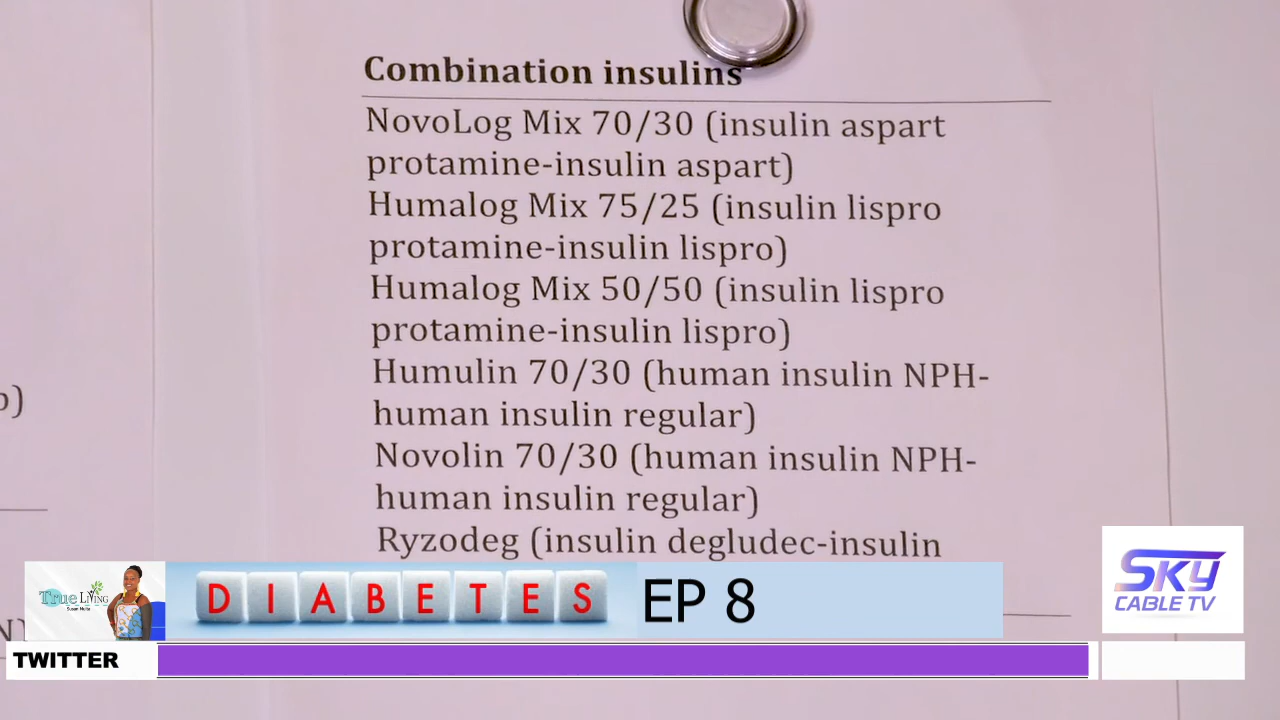 Combination insulins
NovoLog Mix 70/30 (insulin aspart
protamine-insulin aspart)
Humalog Mix 75/25 (insulin lispro
protamine-insulin lispro)
Humalog Mix 50/50 (insulin lispro
protamine-insulin lispro)
Humulin 70/30 (human insulin NPH-
human insulin regular)
Novolin 70/30 (human insulin NPH-
human insulin regular)
Ryzodeg (insulin degludec-insulin
True Living
DIABETES EP 8
SKY
CABLE TV
TWITTER